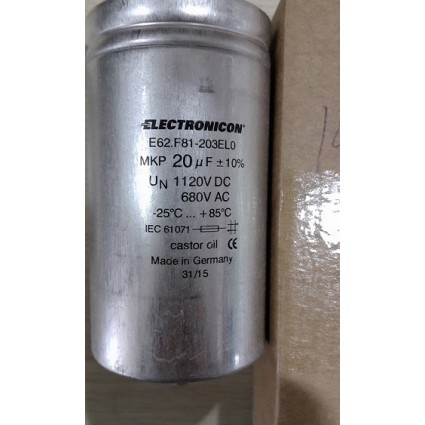 ELECTRONICON
E62.F81-203EL0
MKP 20 µF ±10%
UN 1120V DC
680V AC
-25°C ... +85°C
IEC 61071
castor oil CE
Made in Germany
31/15